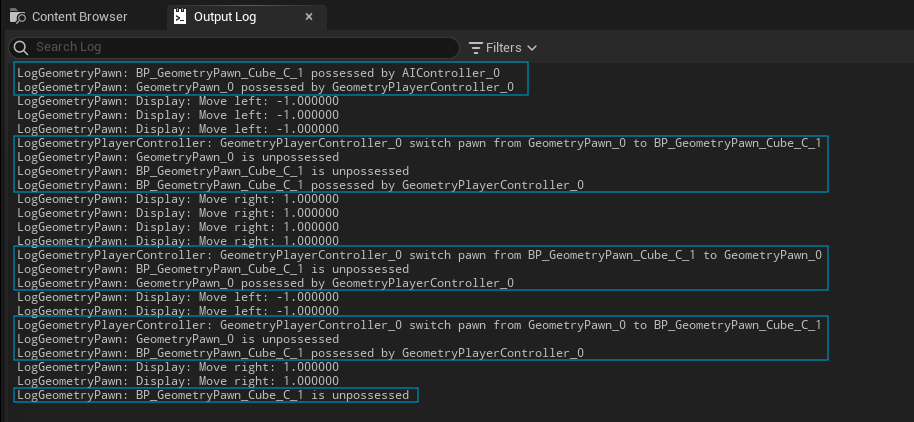 Content Browser
Output Log
Search Log
Filters
LogGeometryPawn: BP_GeometryPawn_Cube_C_1 possessed by AIController_0
LogGeometryPawn: GeometryPawn_0 possessed by GeometryPlayerController_0
LogGeometryPawn: Display: Move left: -1.000000
LogGeometryPawn: Display: Move left: -1.000000
LogGeometryPawn: Display: Move left: -1.000000
LogGeometryPlayerController: GeometryPlayerController_0 switch pawn from GeometryPawn_0 to BP_GeometryPawn_Cube_C_1
LogGeometryPawn: GeometryPawn_0 is unpossessed
LogGeometryPawn: BP_GeometryPawn_Cube_C_1 is unpossessed
LogGeometryPawn: BP_GeometryPawn_Cube_C_1 possessed by GeometryPlayerController_0
LogGeometryPawn: Display: Move right: 1.000000
LogGeometryPawn: Display: Move right: 1.000000
LogGeometryPawn: Display: Move right: 1.000000
LogGeometryPawn: Display: Move right: 1.000000
LogGeometryPlayerController: GeometryPlayerController_0 switch pawn from BP_GeometryPawn_Cube_C_1 to GeometryPawn_0
LogGeometryPawn: BP_GeometryPawn_Cube_C_1 is unpossessed
LogGeometryPawn: GeometryPawn_0 possessed by GeometryPlayerController_0
LogGeometryPawn: Display: Move left: -1.000000
LogGeometryPawn: Display: Move left: -1.000000
LogGeometryPlayerController: GeometryPlayerController_0 switch pawn from GeometryPawn_0 to BP_GeometryPawn_Cube_C_1
LogGeometryPawn: GeometryPawn_0 is unpossessed
LogGeometryPawn: BP_GeometryPawn_Cube_C_1 possessed by GeometryPlayerController_0
LogGeometryPawn: Display: Move right: 1.000000
LogGeometryPawn: Display: Move right: 1.000000
LogGeometryPawn: BP_GeometryPawn_Cube_C_1 is unpossessed